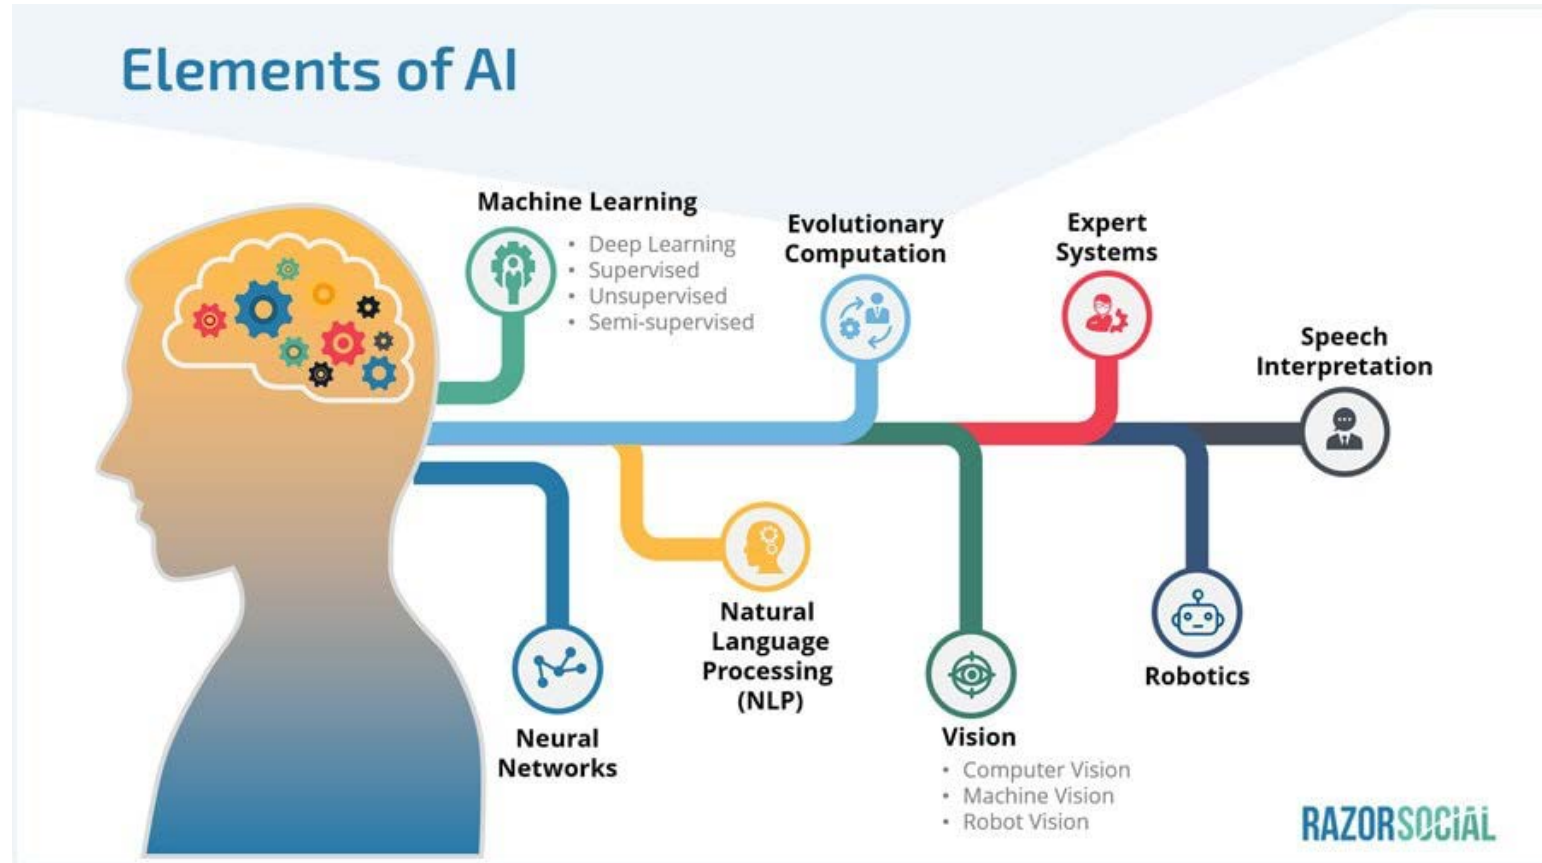 Elements of AI
Machine Learning
• Deep Learning
• Supervised
• Unsupervised
• Semi-supervised
Evolutionary
Computation
Expert
Systems
Speech
Interpretation
Neural
Networks
Natural
Language
Processing
(NLP)
Vision
• Computer Vision
• Machine Vision
• Robot Vision
Robotics
RAZORSOCIAL